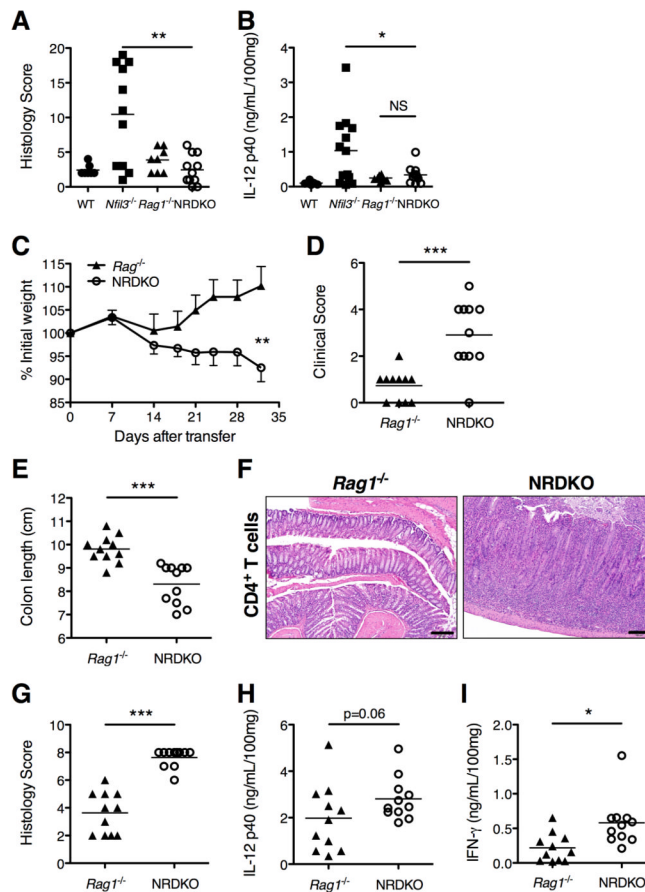 A
Histology Score
20
15
10
5
0
**
WT
Nfil3-/-
Rag1-/-
NRDKO
B
IL-12 p40 (ng/mL/100mg)
4
3
2
1
0
*
NS
WT
Nfil3-/-
Rag1-/-
NRDKO
C
% Initial weight
115
110
105
100
95
90
85
Rag-/-
NRDKO
**
0 7 14 21 28 35
Days after transfer
D
Clinical Score
6
4
2
0
***
Rag1-/-
NRDKO
E
Colon length (cm)
12
11
10
9
8
7
6
***
Rag1-/-
NRDKO
F
Rag1-/-
NRDKO
CD4+ T cells
G
Histology Score
10
8
6
4
2
0
***
Rag1-/-
NRDKO
H
IL-12 p40 (ng/mL/100mg)
6
4
2
0
p=0.06
Rag1-/-
NRDKO
I
IFN-γ (ng/mL/100mg)
2.0
1.5
1.0
0.5
0.0
*
Rag1-/-
NRDKO